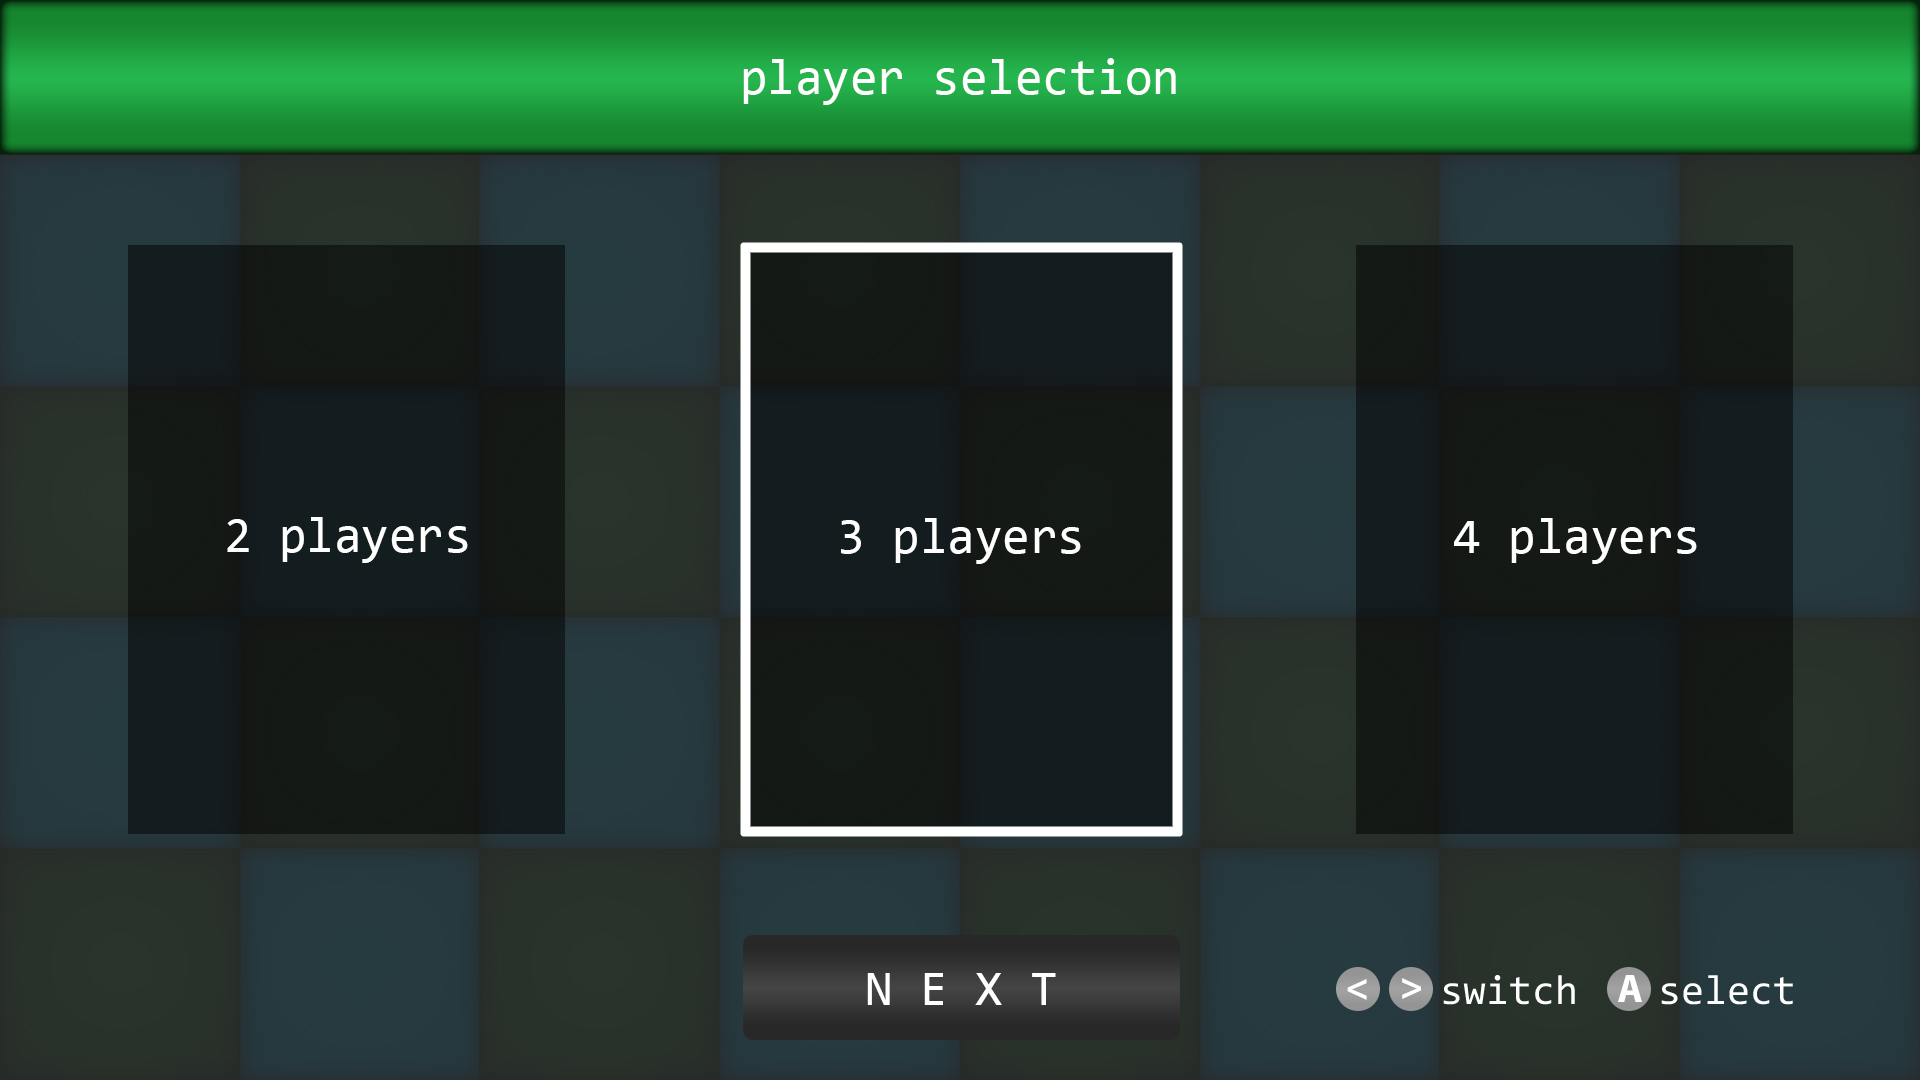 player selection
2 players
3 players
4 players
N E X T
< > switch A select